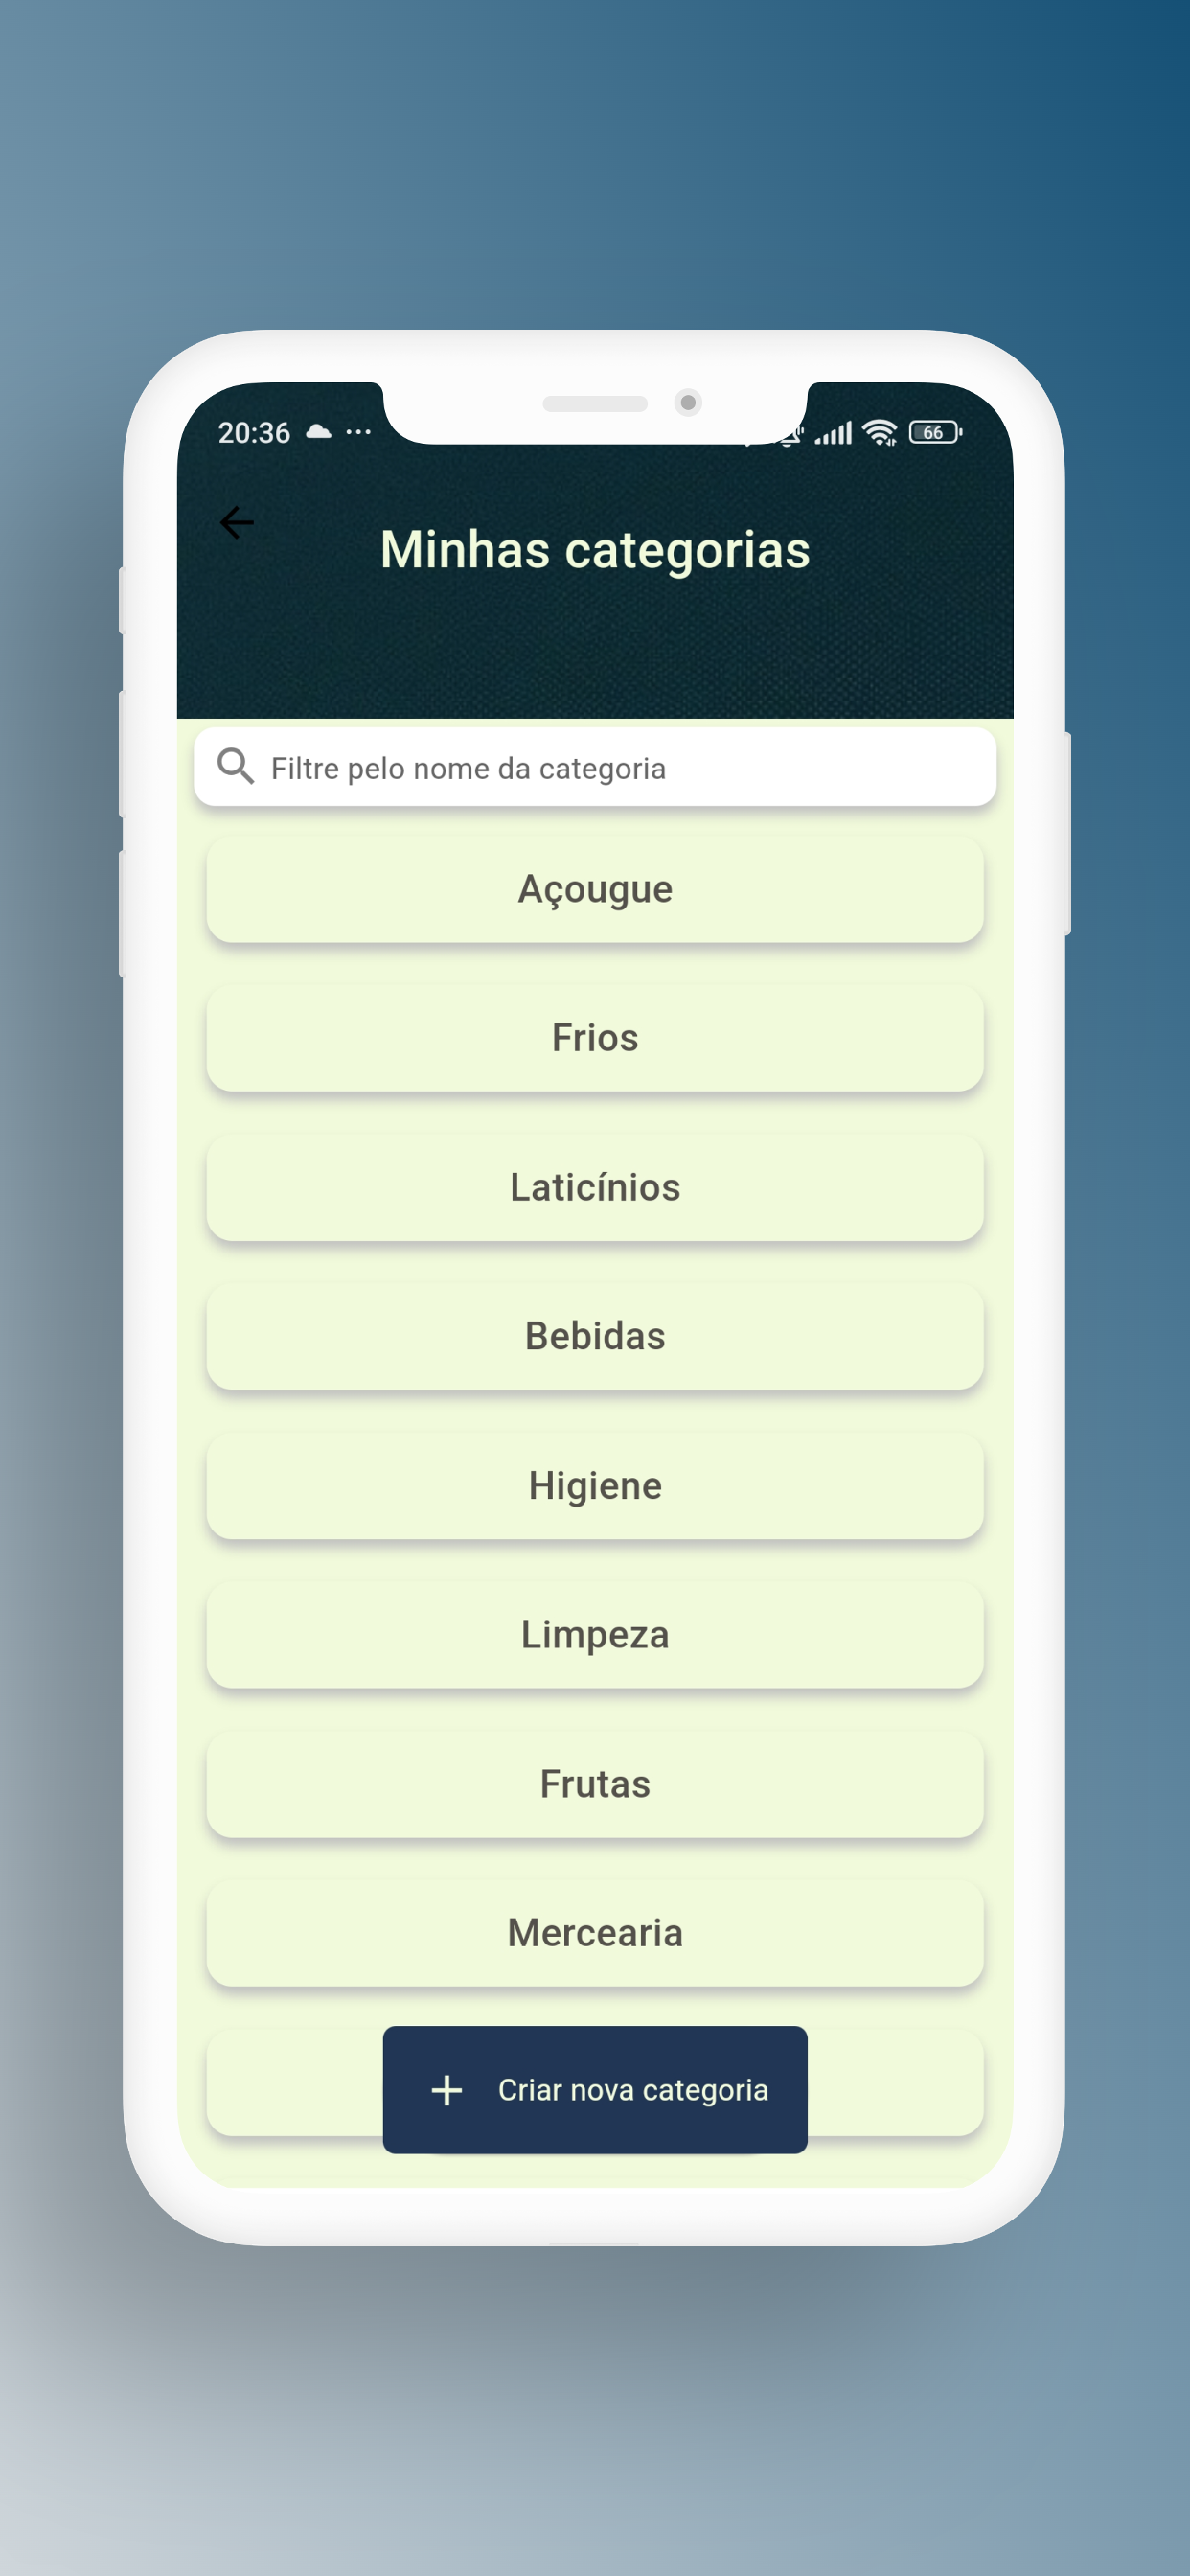 20:36
66
Minhas categorias
Filtre pelo nome da categoria
Açougue
Frios
Laticínios
Bebidas
Higiene
Limpeza
Frutas
Mercearia
Criar nova categoria